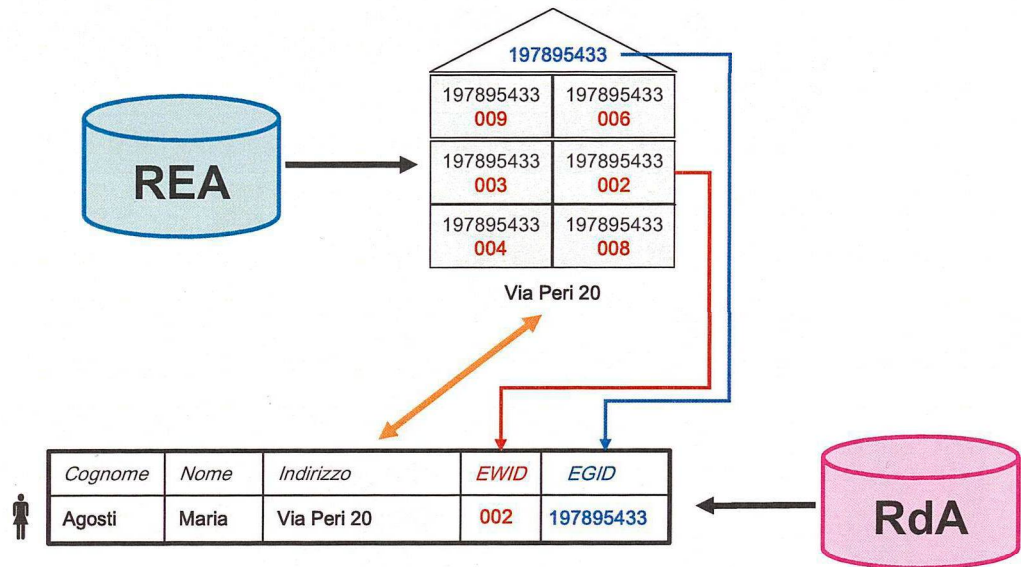 197895433
197895433 197895433
009 006
REA
197895433 197895433
003 002
197895433 197895433
004 008
Via Peri 20
Cognome Nome Indirizzo EWID EGID
Agosti Maria Via Peri 20 002 197895433
RdA